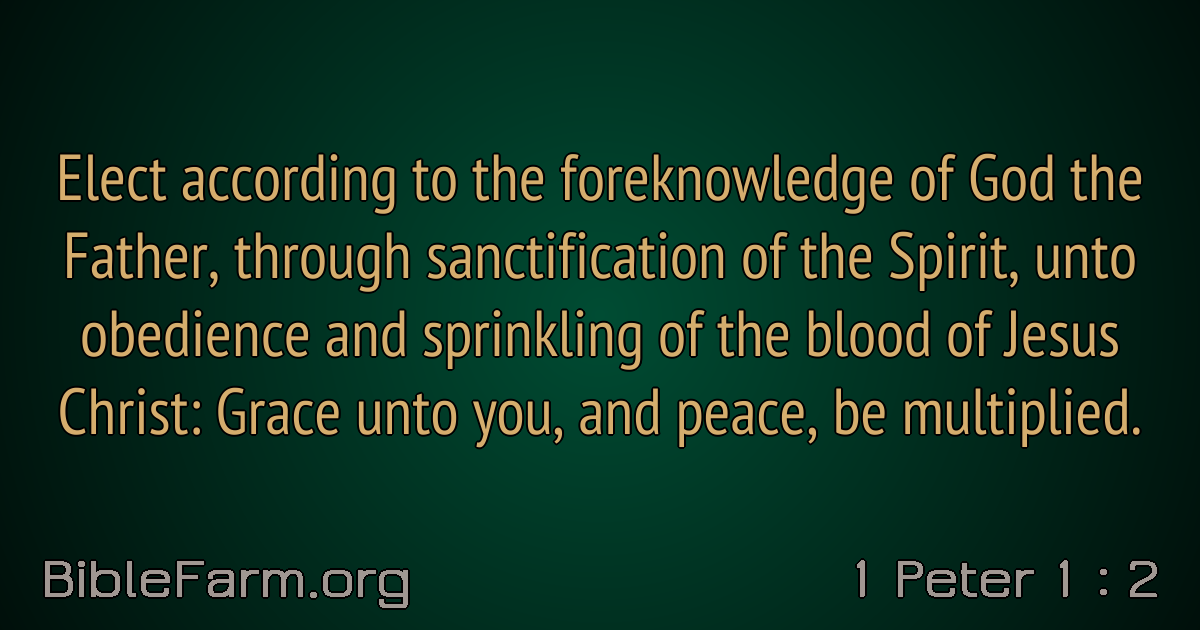 Elect according to the foreknowledge of God the
Father, through sanctification of the Spirit, unto
obedience and sprinkling of the blood of Jesus
Christ: Grace unto you, and peace, be multiplied.
BibleFarm.org
1 Peter 1 : 2